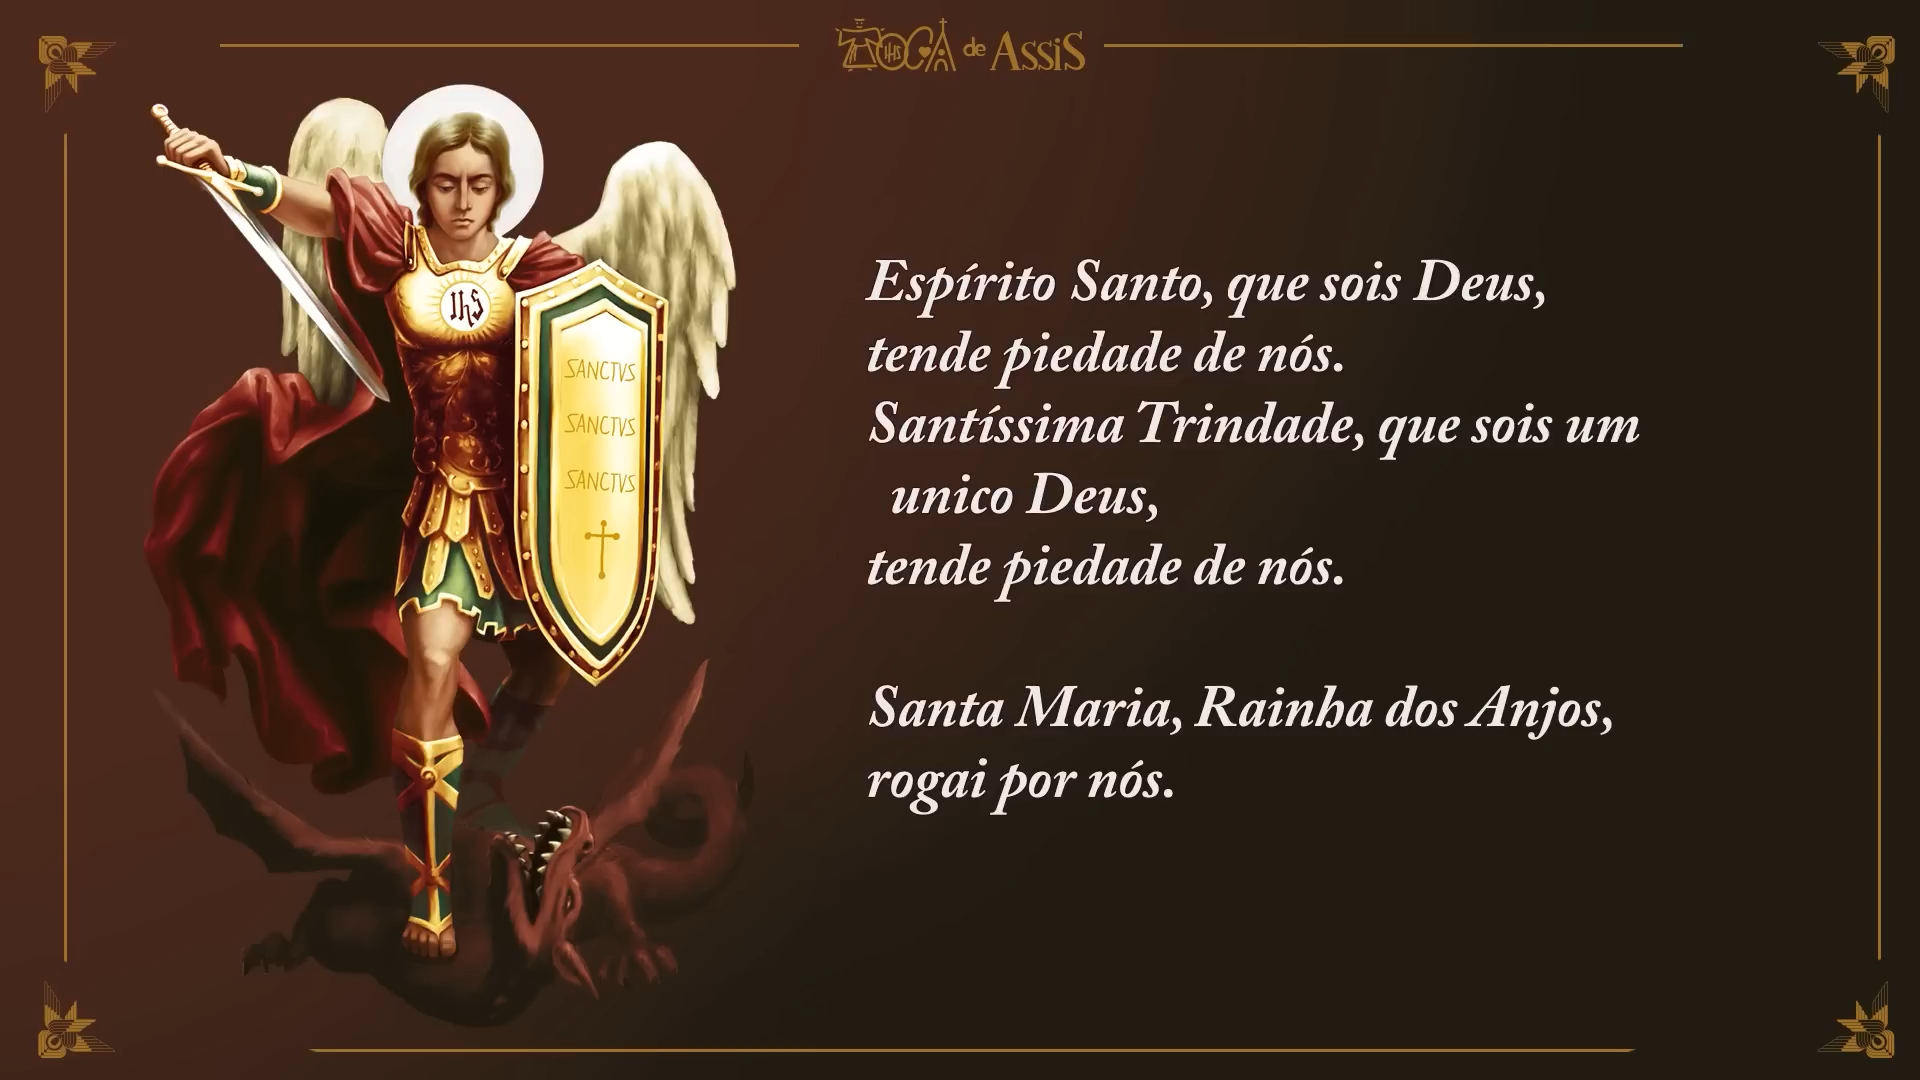 TOCA de ASSiS
IHS
IhS
SANCTVS
SANCTVS
SANCTVS
Espírito Santo, que sois Deus,
tende piedade de nós.
Santíssima Trindade, que sois um
unico Deus,
tende piedade de nós.
Santa Maria, Rainha dos Anjos,
rogai por nós.